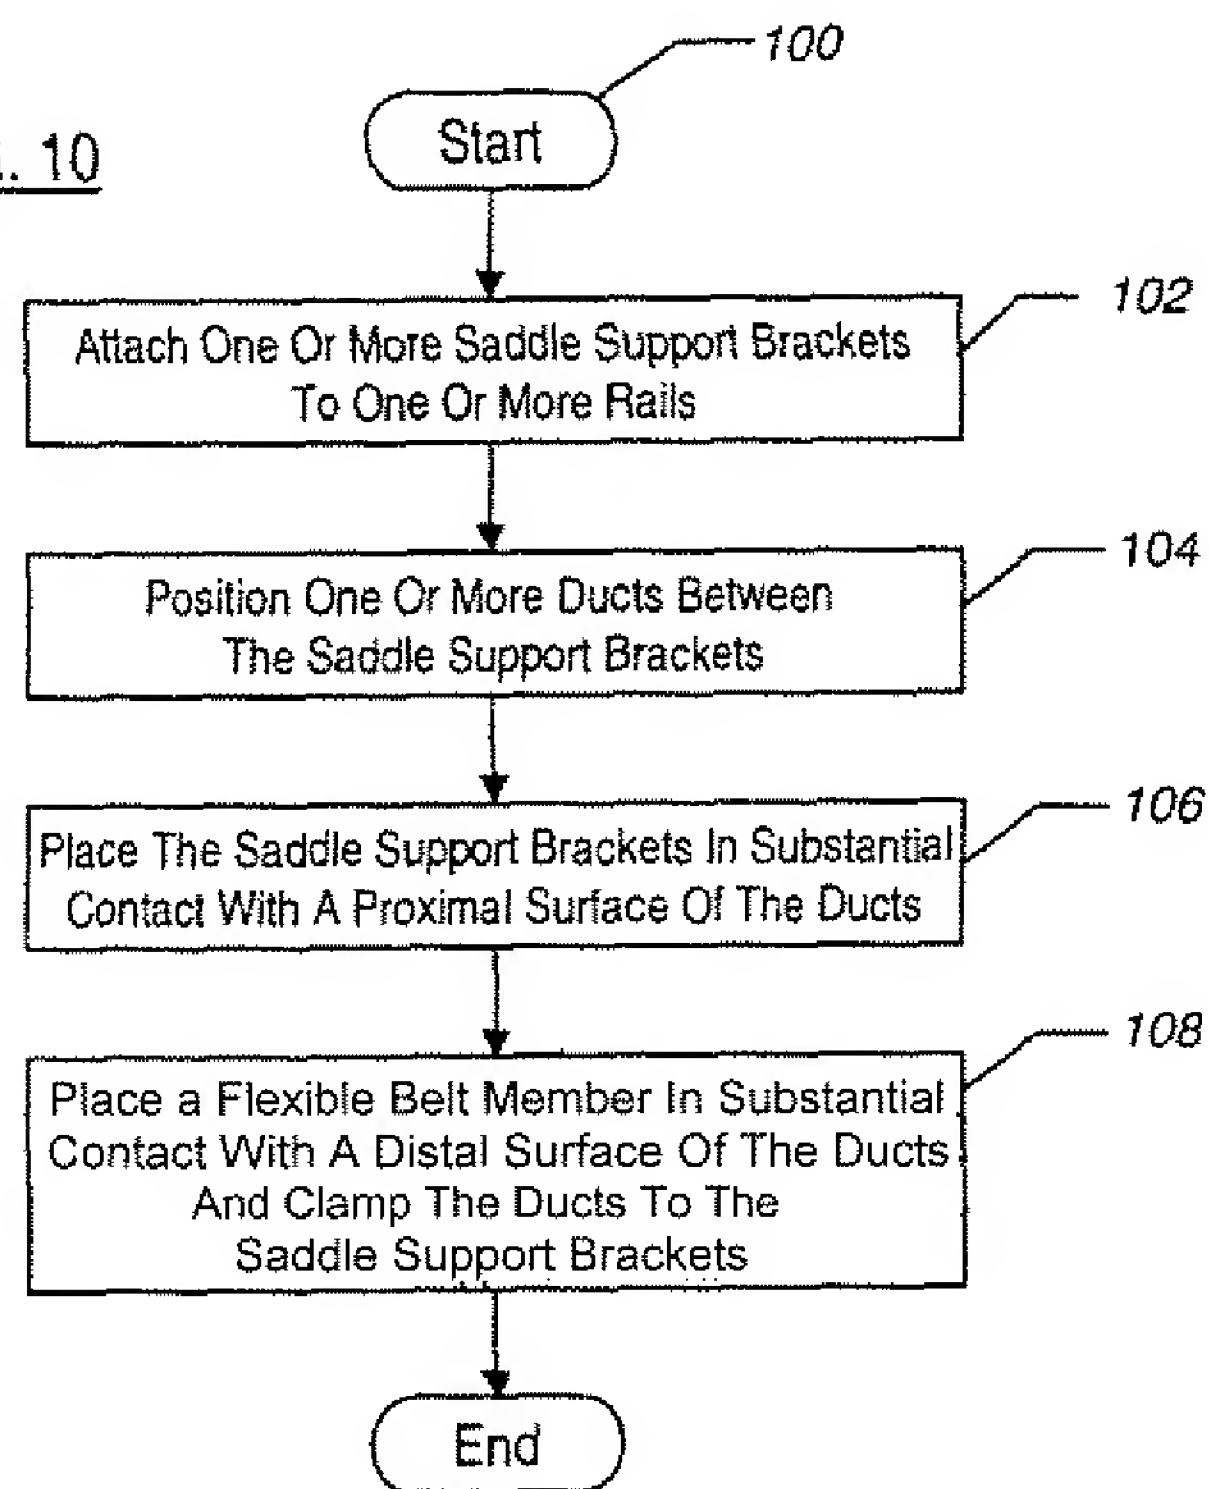 100
Start
. 10
102
Attach One Or More Saddle Support Brackets
To One Or More Rails
104
Position One Or More Ducts Between
The Saddle Support Brackets
106
Place The Saddle Support Brackets In Substantial
Contact With A Proximal Surface Of The Ducts
108
Place a Flexible Belt Member In Substantial
Contact With A Distal Surface Of The Ducts
And Clamp The Ducts To The
Saddle Support Brackets
End